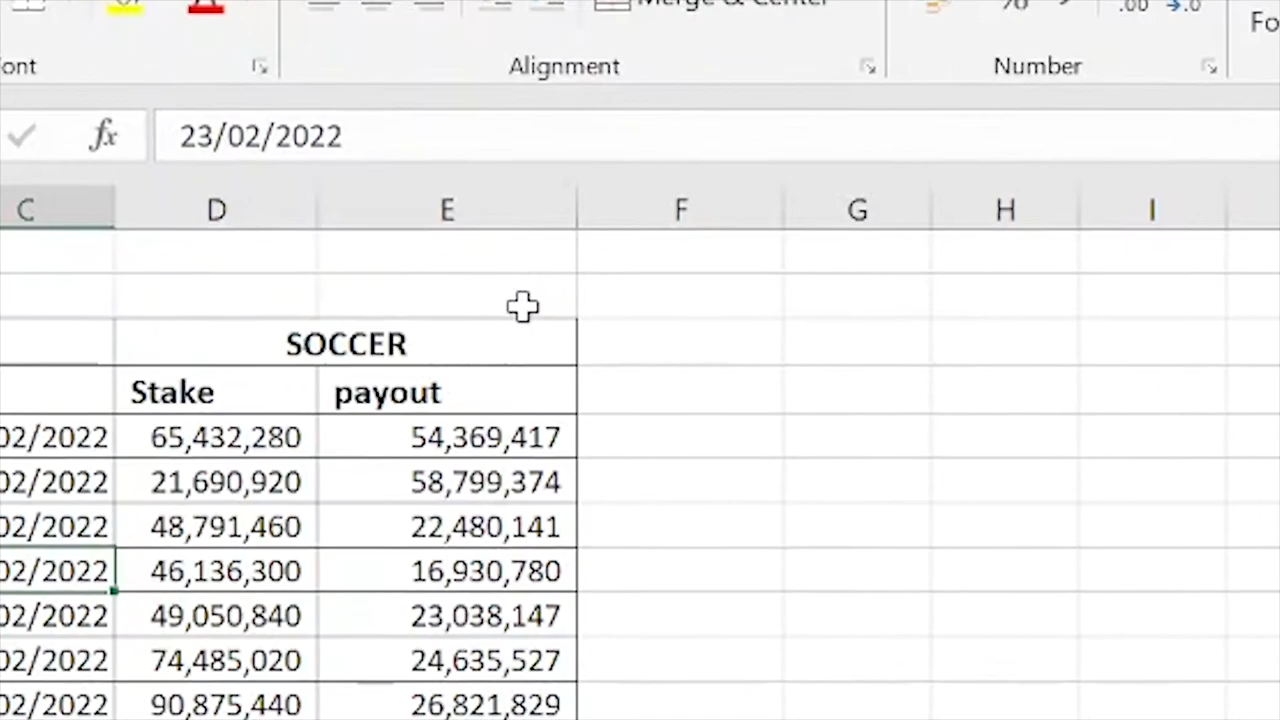 Merge & Center
% .00 .0
Fo
ont Alignment Number
fx 23/02/2022
C D E F G H I
SOCCER
Stake payout
02/2022 65,432,280 54,369,417
02/2022 21,690,920 58,799,374
02/2022 48,791,460 22,480,141
02/2022 46,136,300 16,930,780
02/2022 49,050,840 23,038,147
02/2022 74,485,020 24,635,527
02/2022 90,875,440 26,821,829